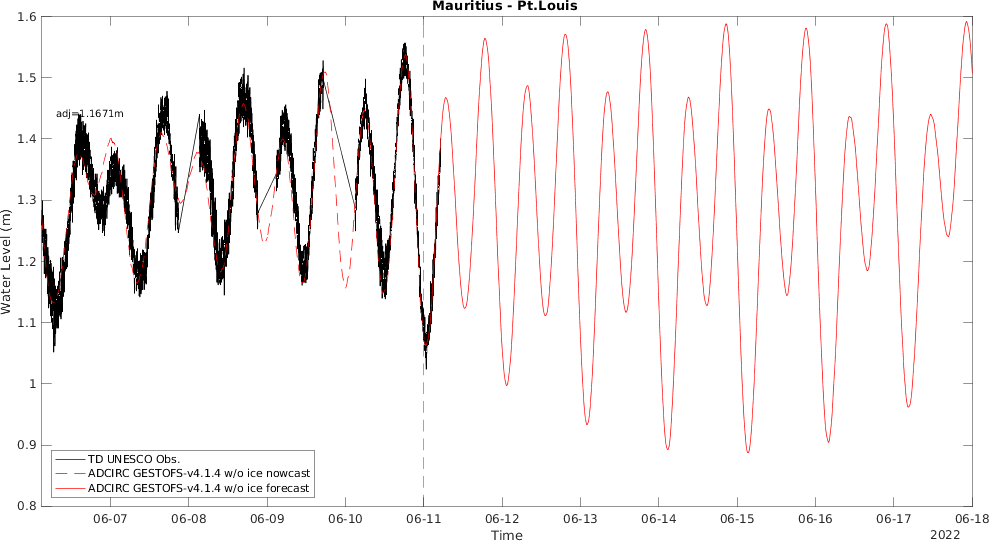 Mauritius - Pt.Louis
1.6
1.5
1.4
1.3
1.2
1.1
1
0.9
0.8
Water Level (m)
adj=1.1671m
TD UNESCO Obs.
ADCIRC GESTOFS-v4.1.4 w/o ice nowcast
ADCIRC GESTOFS-v4.1.4 w/o ice forecast
06-07 06-08 06-09 06-10 06-11 06-12 06-13 06-14 06-15 06-16 06-17 06-18
Time
2022